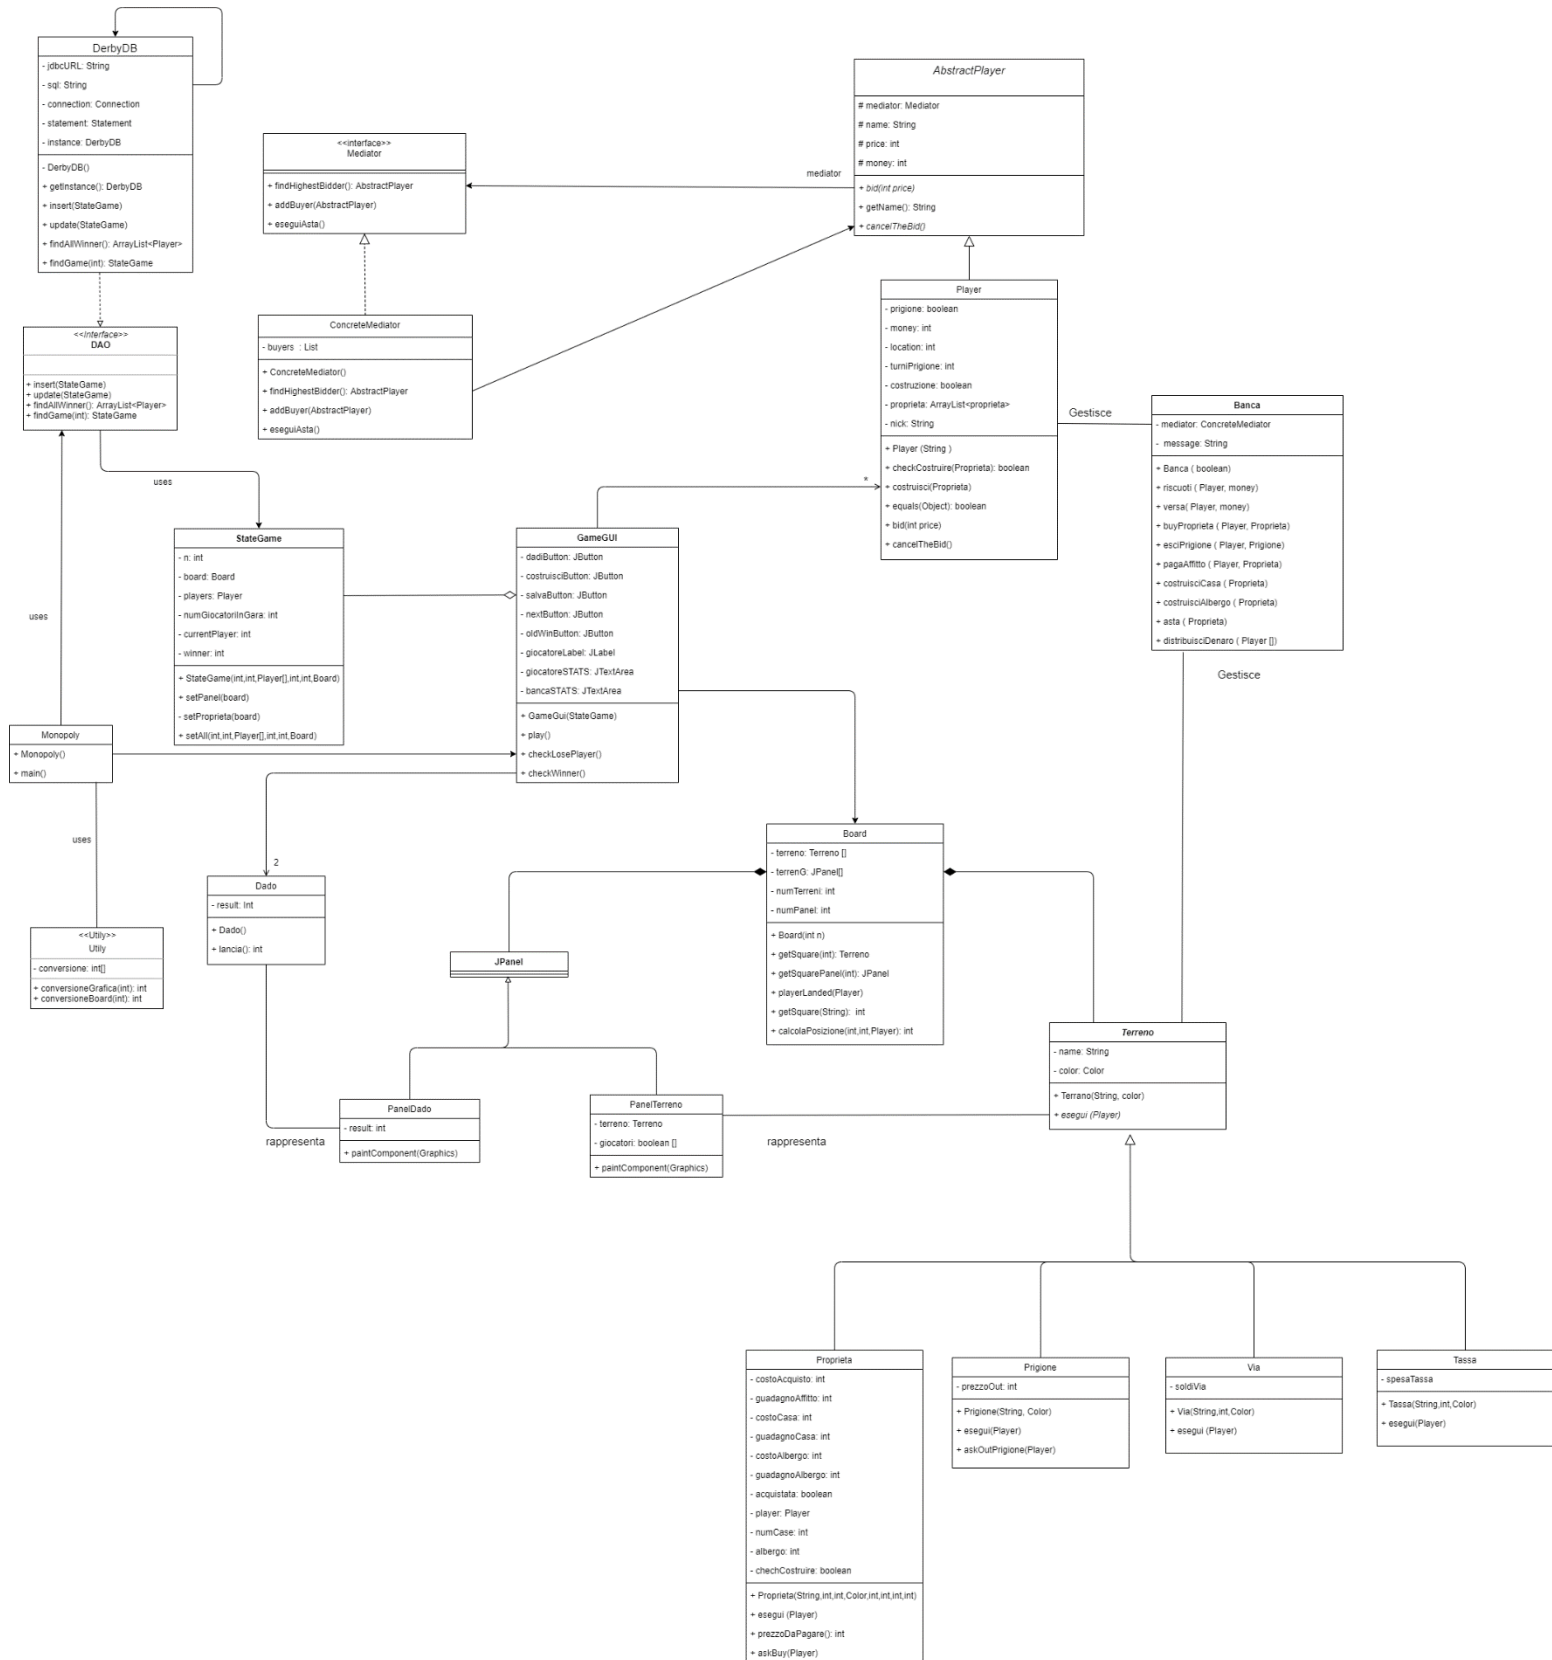 DerbyDB
- jdbcURL: String
- sql: String
- connection: Connection
- statement: Statement
- instance: DerbyDB
- DerbyDB()
+ getInstance(): DerbyDB
+ insert(StateGame)
+ update(StateGame)
+ findAllWinner(): ArrayList<Player>
+ findGame(int): StateGame
<<interface>>
DAO
+ insert(StateGame)
+ update(StateGame)
+ findAllWinner(): ArrayList<Player>
+ findGame(int): StateGame
uses
uses
<<interface>>
Mediator
+ findHighestBidder(): AbstractPlayer
+ addBuyer(AbstractPlayer)
+ eseguiAsta()
mediator
ConcreteMediator
- buyers : List
+ ConcreteMediator()
+ findHighestBidder(): AbstractPlayer
+ addBuyer(AbstractPlayer)
+ eseguiAsta()
AbstractPlayer
# mediator: Mediator
# name: String
# price: int
# money: int
+ bid(int price)
+ getName(): String
+ cancelTheBid()
Player
- prigione: boolean
- money: int
- location: int
- turniPrigione: int
- costruzione: boolean
- proprieta: ArrayList<proprieta>
- nick: String
+ Player (String )
+ checkCostruire(Proprieta): boolean
+ costruisci(Proprieta)
+ equals(Object): boolean
+ bid(int price)
+ cancelTheBid()
*
Gestisce
Banca
- mediator: ConcreteMediator
- message: String
+ Banca ( boolean)
+ riscuoti ( Player, money)
+ versa( Player, money)
+ buyProprieta ( Player, Proprieta)
+ esciPrigione ( Player, Prigione)
+ pagaAffitto ( Player, Proprieta)
+ costruisciCasa ( Proprieta)
+ costruisciAlbergo ( Proprieta)
+ asta ( Proprieta)
+ distribuisciDenaro ( Player [])
Gestisce
StateGame
- n: int
- board: Board
- players: Player
- numGiocatoriInGara: int
- currentPlayer: int
- winner: int
+ StateGame(int,int,Player[],int,int,Board)
+ setPanel(board)
- setProprieta(board)
+ setAll(int,int,Player[],int,int,Board)
GameGUI
- dadiButton: JButton
- costruisciButton: JButton
- salvaButton: JButton
- nextButton: JButton
- oldWinButton: JButton
- giocatoreLabel: JLabel
- giocatoreSTATS: JTextArea
- bancaSTATS: JTextArea
+ GameGui(StateGame)
+ play()
+ checkLosePlayer()
+ checkWinner()
Monopoly
+ Monopoly()
+ main()
uses
<<Utily>>
Utily
- conversione: int[]
+ conversioneGrafica(int): int
+ conversioneBoard(int): int
2
Dado
- result: Int
+ Dado()
+ lancia(): int
Board
- terreno: Terreno []
- terrenG: JPanel[]
- numTerreni: int
- numPanel: int
+ Board(int n)
+ getSquare(int): Terreno
+ getSquarePanel(int): JPanel
+ playerLanded(Player)
+ getSquare(String): int
+ calcolaPosizione(int,int,Player): int
JPanel
PanelDado
- result: int
+ paintComponent(Graphics)
rappresenta
PanelTerreno
- terreno: Terreno
- giocatori: boolean []
+ paintComponent(Graphics)
rappresenta
Terreno
- name: String
- color: Color
+ Terrano(String, color)
+ esegui (Player)
Proprieta
- costoAcquisto: int
- guadagnoAffitto: int
- costoCasa: int
- guadagnoCasa: int
- costoAlbergo: int
- guadagnoAlbergo: int
- acquistata: boolean
- player: Player
- numCase: int
- albergo: int
- chechCostruire: boolean
+ Proprieta(String,int,int,Color,int,int,int,int)
+ esegui (Player)
+ prezzoDaPagare(): int
+ askBuy(Player)
Prigione
- prezzoOut: int
+ Prigione(String, Color)
+ esegui(Player)
+ askOutPrigione(Player)
Via
- soldiVia
+ Via(String,int,Color)
+ esegui (Player)
Tassa
- spesaTassa
+ Tassa(String,int,Color)
+ esegui(Player)